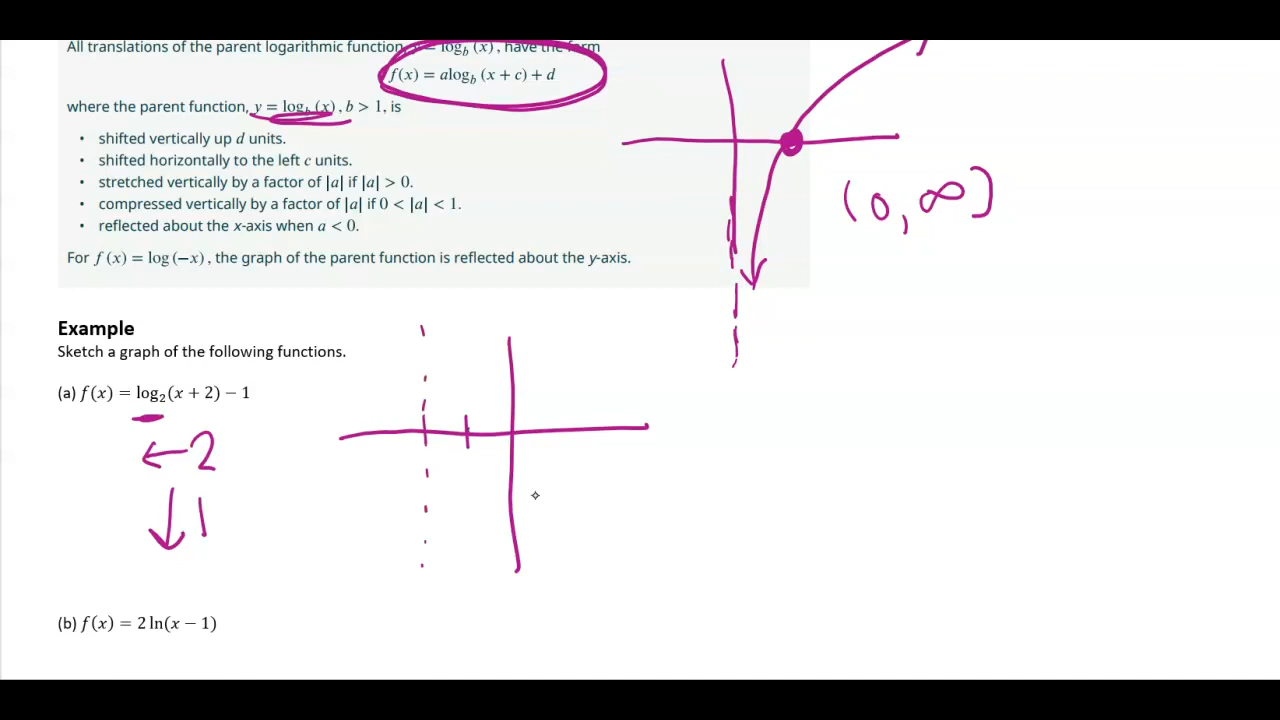 All translations of the parent logarithmic function, y = log_b (x), have the form
f(x) = alog_b (x + c) + d
where the parent function, y = log_b (x), b > 1, is
• shifted vertically up d units.
• shifted horizontally to the left c units.
• stretched vertically by a factor of |a| if |a| > 0.
• compressed vertically by a factor of |a| if 0 < |a| < 1.
• reflected about the x-axis when a < 0.
For f (x) = log (−x), the graph of the parent function is reflected about the y-axis.
(0, ∞)
Example
Sketch a graph of the following functions.
(a) f(x) = log₂(x + 2) − 1
← 2
↓ 1
(b) f(x) = 2 ln(x − 1)